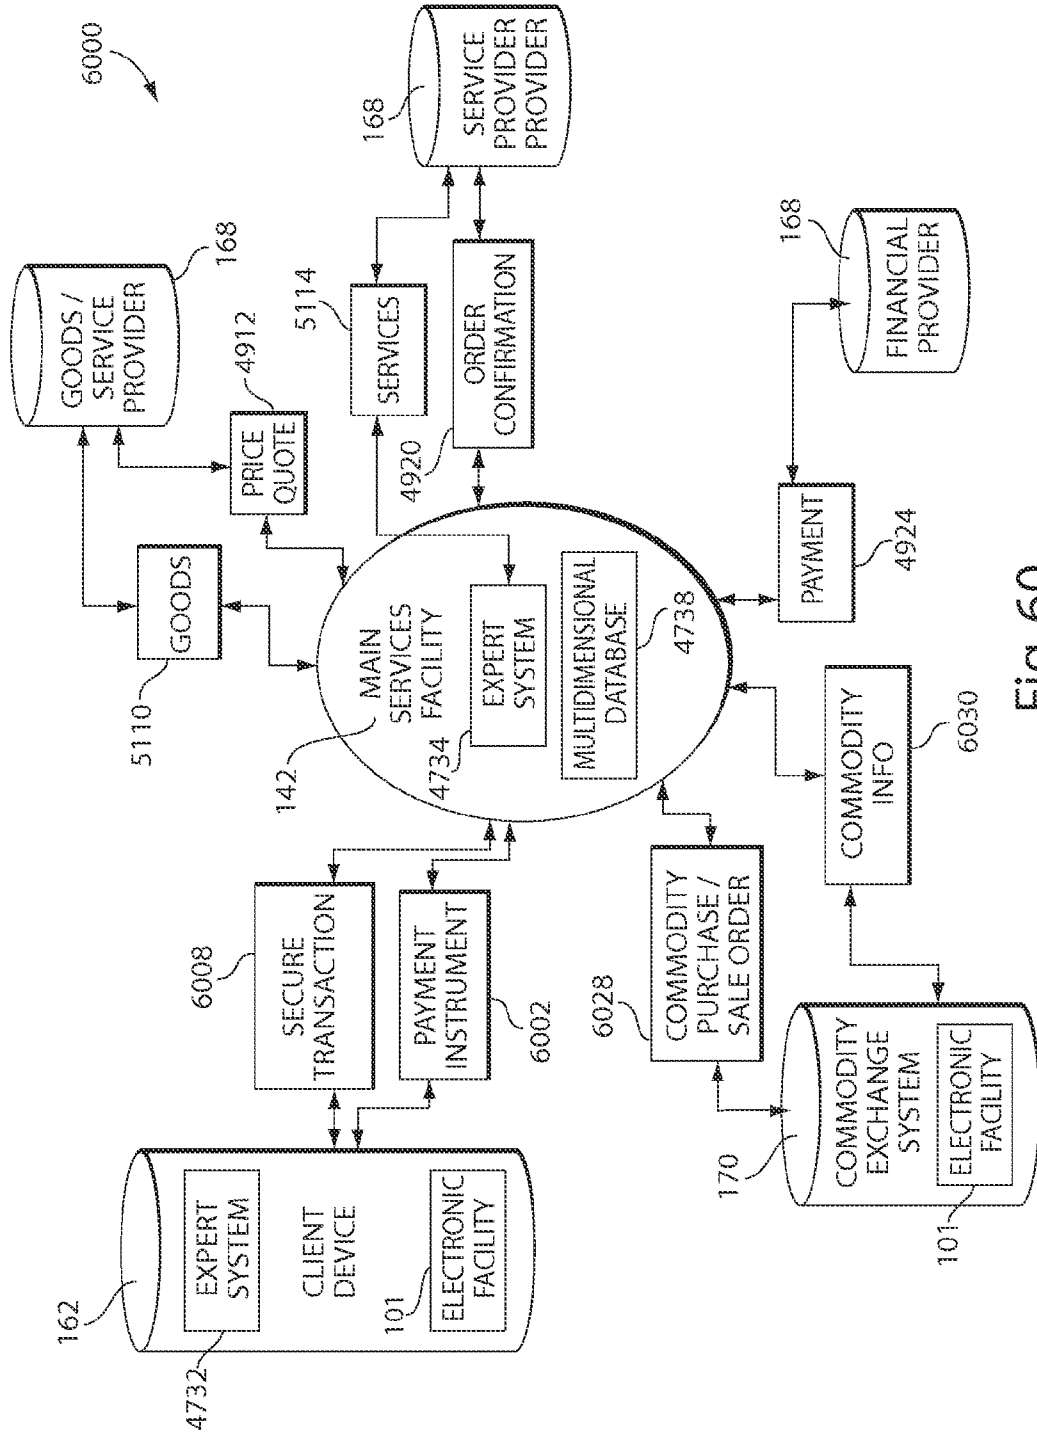 6000
162
4732
EXPERT
SYSTEM
CLIENT
DEVICE
101
ELECTRONIC
FACILITY
6008
SECURE
TRANSACTION
PAYMENT
INSTRUMENT
6002
5110
GOODS
GOODS /
SERVICE
PROVIDER
168
PRICE
QUOTE
4912
142
MAIN
SERVICES
FACILITY
4734
EXPERT
SYSTEM
MULTIDIMENSIONAL
DATABASE
4738
5114
SERVICES
4920
ORDER
CONFIRMATION
168
SERVICE
PROVIDER
PROVIDER
6028
COMMODITY
PURCHASE /
SALE ORDER
170
COMMODITY
EXCHANGE
SYSTEM
101
ELECTRONIC
FACILITY
COMMODITY
INFO
6030
PAYMENT
4924
168
FINANCIAL
PROVIDER
Fig. 60